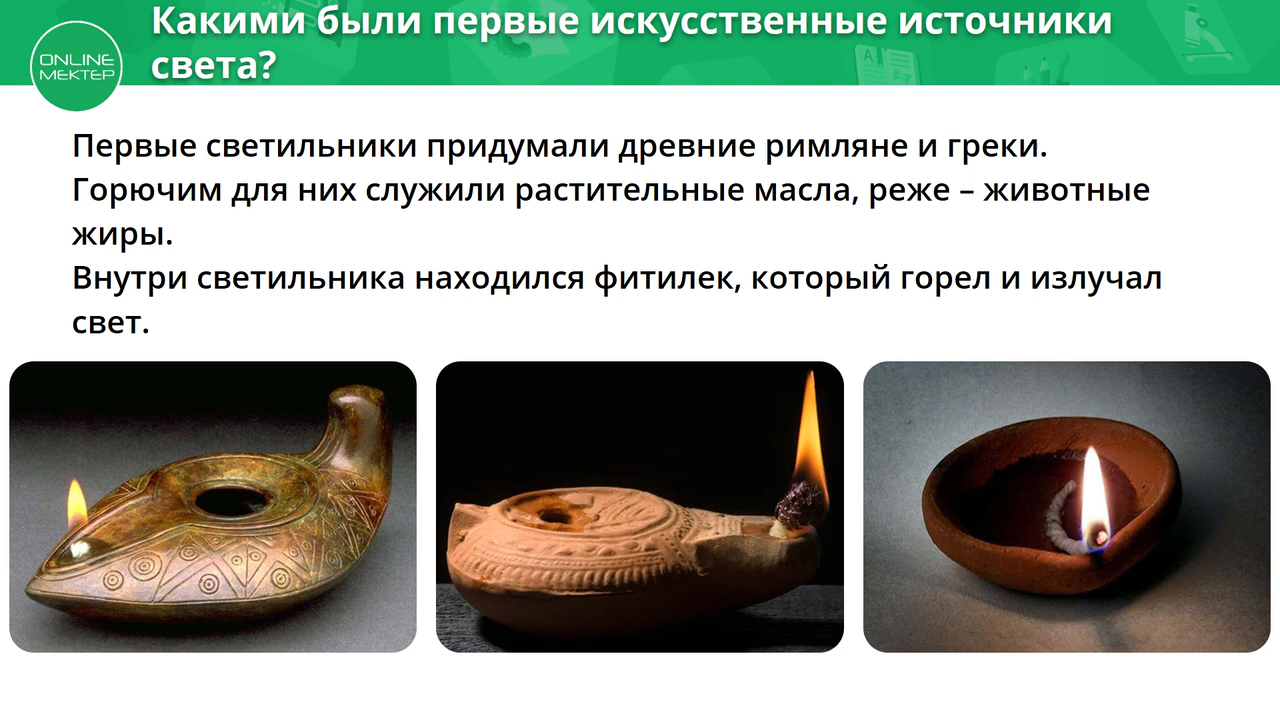 Какими были первые искусственные источники
света?
ONLINE
МЕКТЕР
Первые светильники придумали древние римляне и греки.
Горючим для них служили растительные масла, реже – животные
жиры.
Внутри светильника находился фитилек, который горел и излучал
свет.